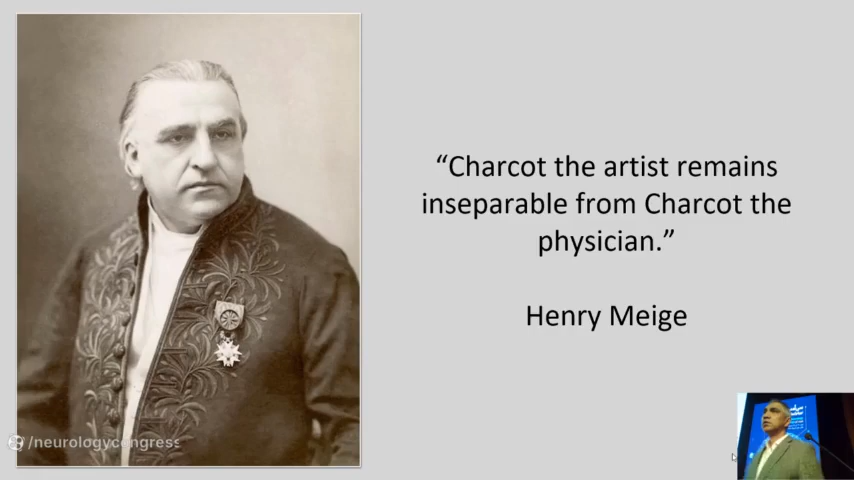 “Charcot the artist remains
inseparable from Charcot the
physician.”
Henry Meige
/neurologycongress